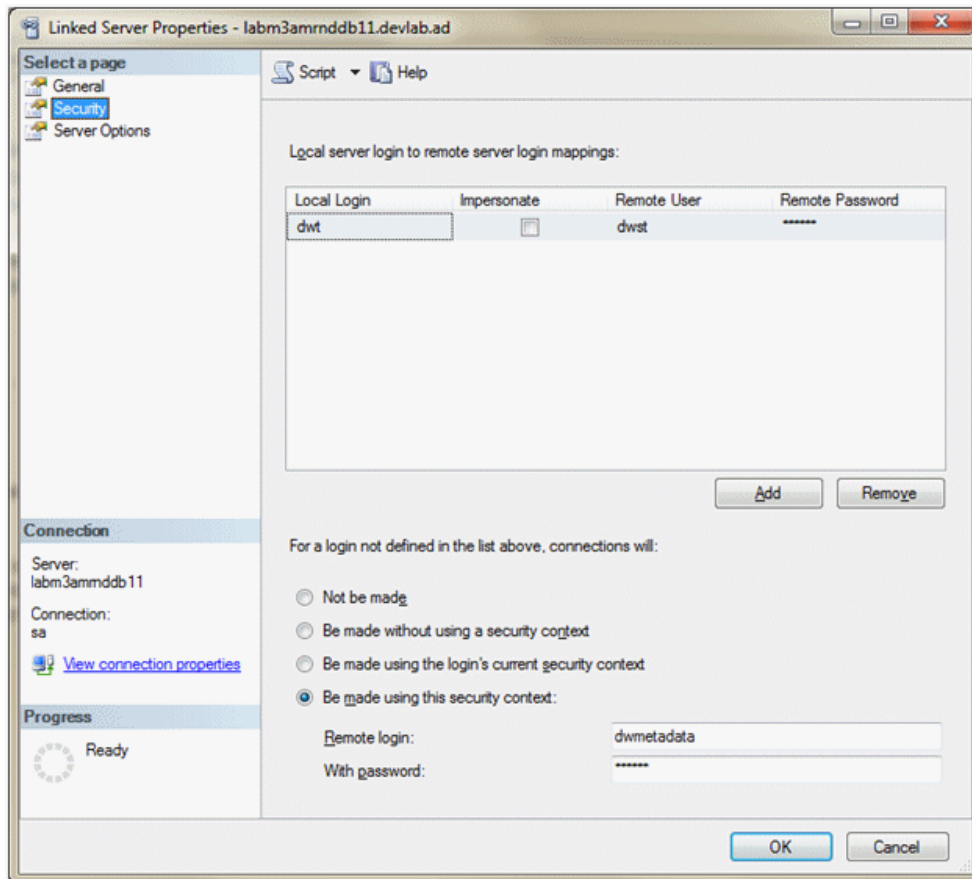 Linked Server Properties - labm3amrnddb11.devlab.ad
Select a page
General
Security
Server Options
Script
Help
Local server login to remote server login mappings:
Local Login Impersonate Remote User Remote Password
dwt dwst ******
Add Remove
Connection
Server:
labm3amrnddb11
Connection:
sa
View connection properties
Progress
Ready
For a login not defined in the list above, connections will:
Not be made
Be made without using a security context
Be made using the login's current security context
Be made using this security context:
Remote login: dwmetadata
With password: ******
OK Cancel